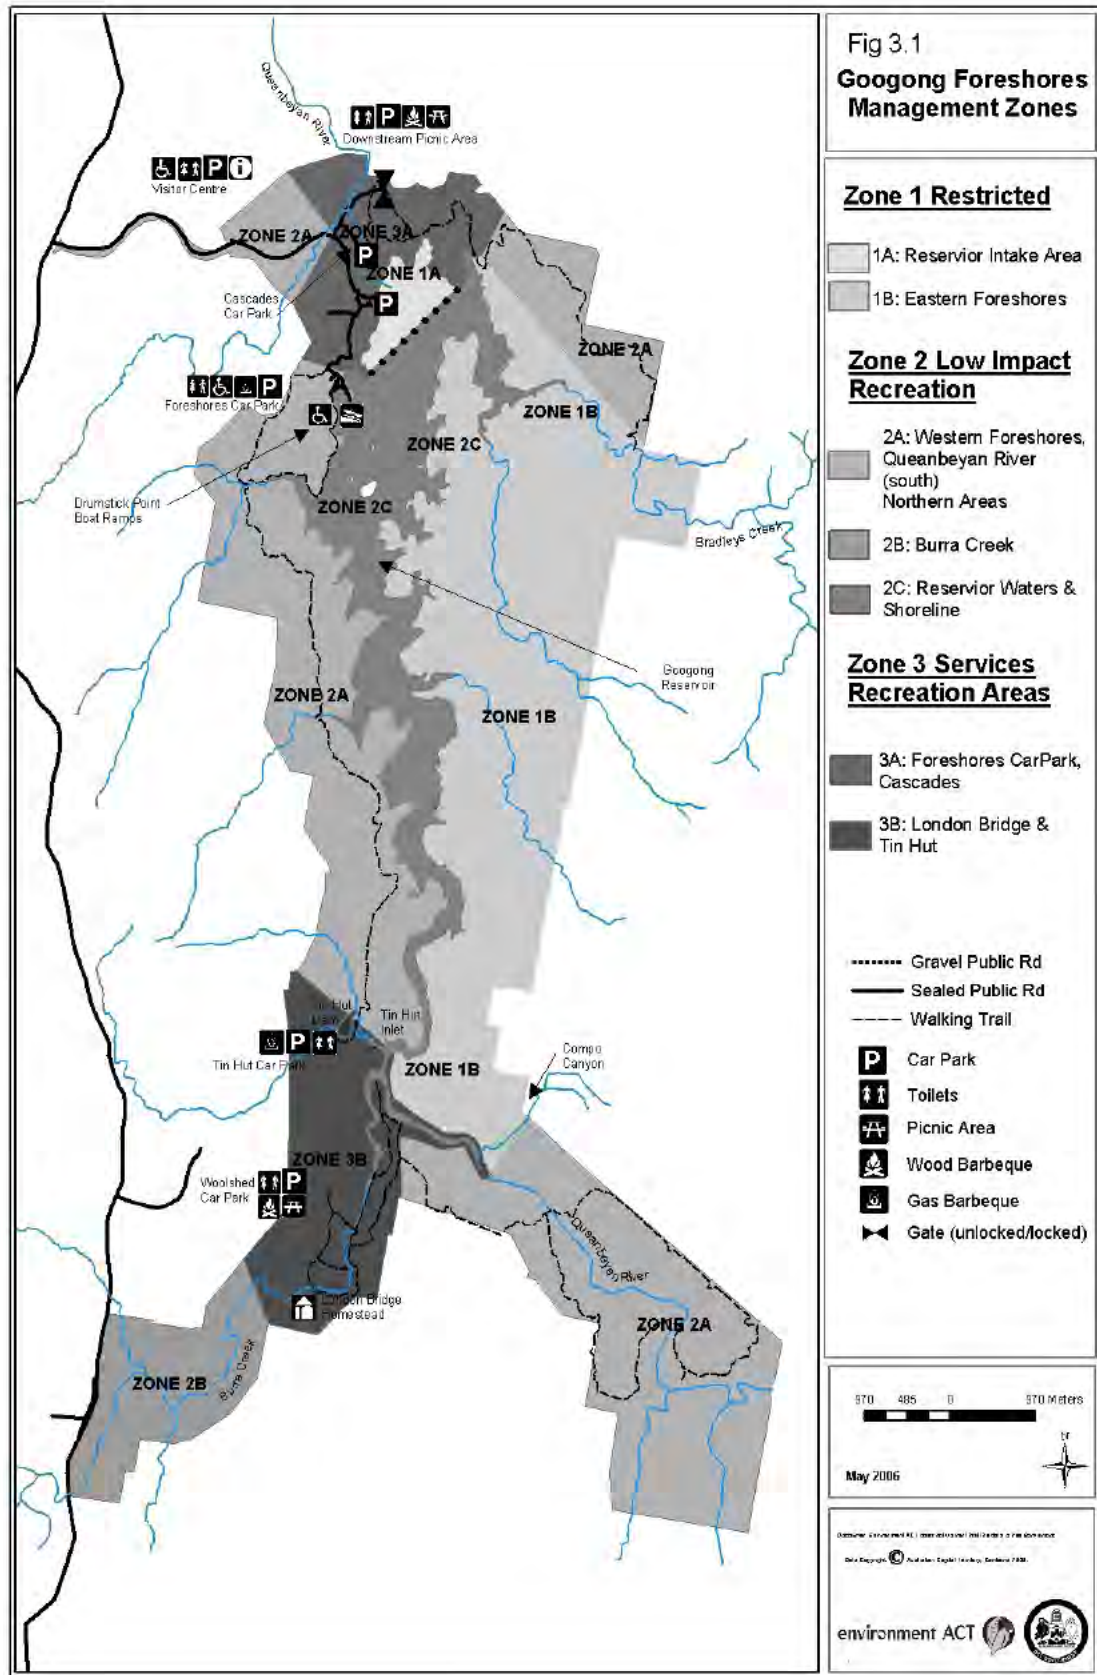 Fig 3.1
Googong Foreshores
Management Zones
Zone 1 Restricted
1A: Reservior Intake Area
1B: Eastern Foreshores
Zone 2 Low Impact
Recreation
2A: Western Foreshores,
Queanbeyan River
(south)
Northern Areas
2B: Burra Creek
2C: Reservior Waters &
Shoreline
Zone 3 Services
Recreation Areas
3A: Foreshores CarPark,
Cascades
3B: London Bridge &
Tin Hut
Gravel Public Rd
Sealed Public Rd
Walking Trail
P Car Park
Toilets
Picnic Area
Wood Barbeque
Gas Barbeque
Gate (unlocked/locked)
970 485 0 970 Meters
N
May 2006
environment ACT
Queanbeyan River
P
Downstream Picnic Area
P i
Visitor Centre
ZONE 2A
ZONE 3A
P
ZONE 1A
Cascades
Car Park
P
ZONE 2A
P
Foreshores Car Park
ZONE 1B
ZONE 2C
Drumstick Point
Boat Ramps
ZONE 2C
Bradleys Creek
Googong
Reservoir
ZONE 2A
ZONE 1B
Tin Hut
Inlet
P
Tin Hut Car Park
Compo
Canyon
ZONE 1B
ZONE 3B
Woolshed
Car Park
P
Queanbeyan River
London Bridge
Homestead
ZONE 2A
Burra Creek
ZONE 2B